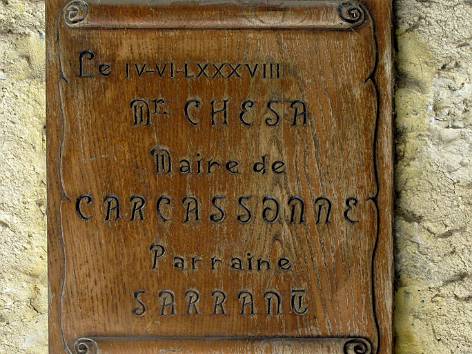 Le IV-VI-LXXXVIII
Mr CHESA
Maire de
CARCASSONNE
Parraine
SARRANT